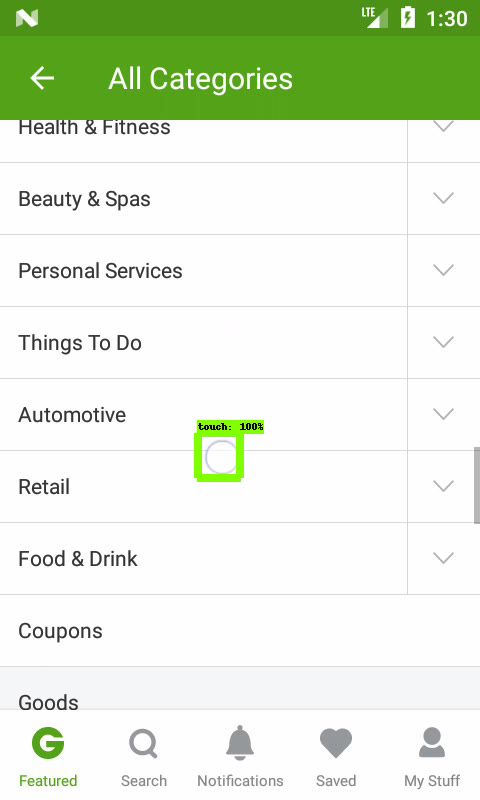 LTE
1:30
All Categories
Health & Fitness
Beauty & Spas
Personal Services
Things To Do
Automotive
touch: 100%
Retail
Food & Drink
Coupons
Goods
Featured
Search
Notifications
Saved
My Stuff